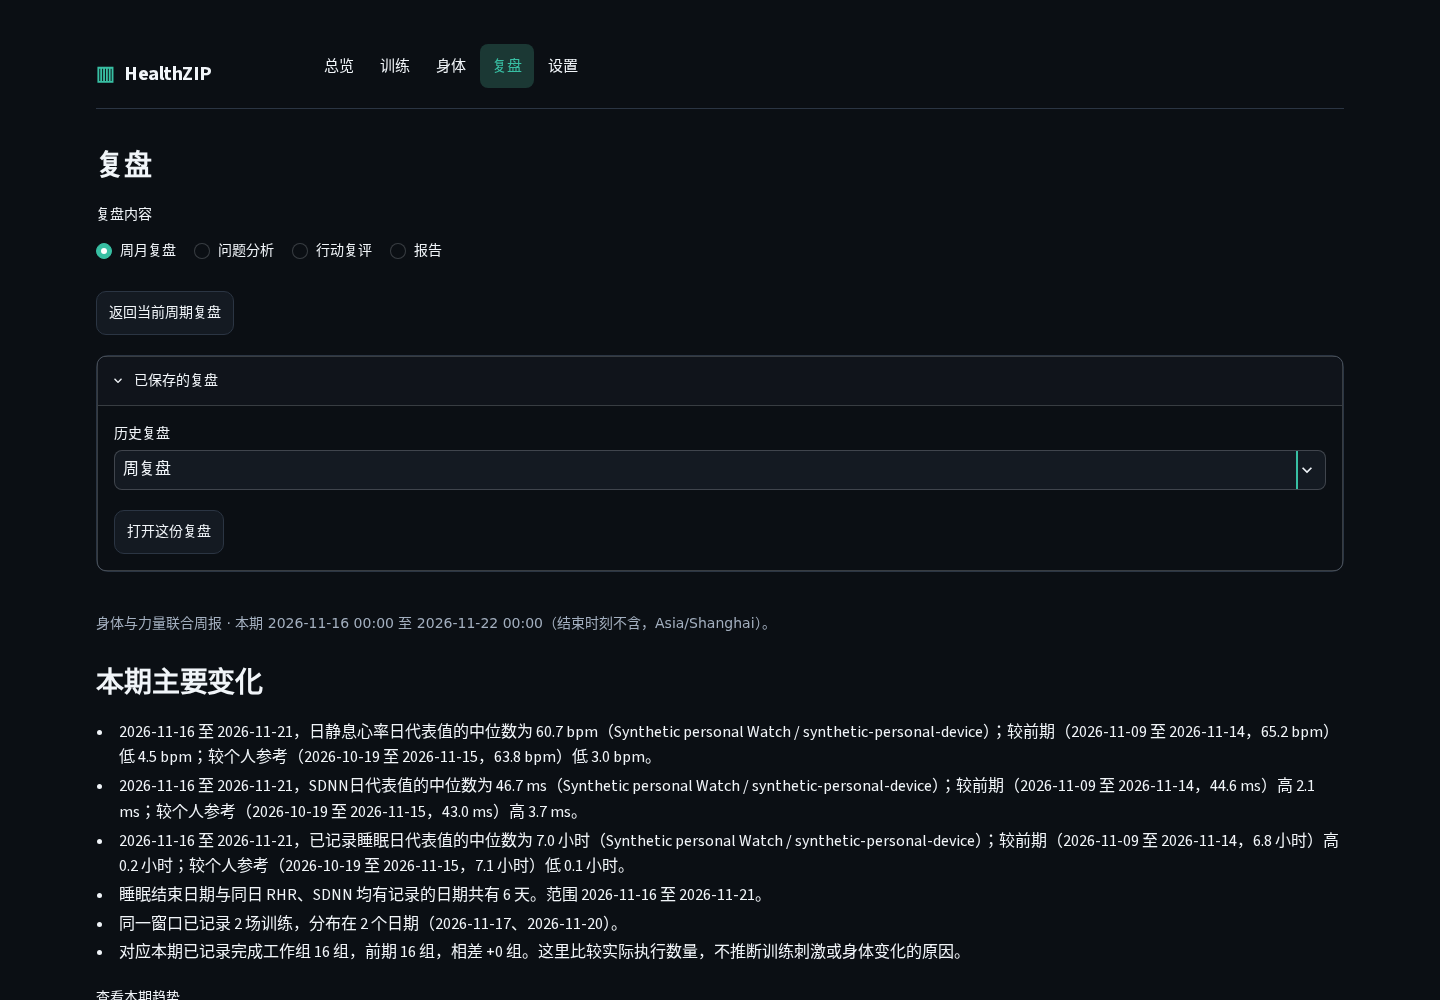 HealthZIP
总览 训练 身体 复盘 设置
复盘
复盘内容
周月复盘 问题分析 行动复评 报告
返回当前周期复盘
已保存的复盘
历史复盘
周复盘
打开这份复盘
身体与力量联合周报 · 本期 2026-11-16 00:00 至 2026-11-22 00:00（结束时刻不含，Asia/Shanghai）。
本期主要变化
2026-11-16 至 2026-11-21，日静息心率日代表值的中位数为 60.7 bpm（Synthetic personal Watch / synthetic-personal-device）；较前期（2026-11-09 至 2026-11-14，65.2 bpm）
低 4.5 bpm；较个人参考（2026-10-19 至 2026-11-15，63.8 bpm）低 3.0 bpm。
2026-11-16 至 2026-11-21，SDNN日代表值的中位数为 46.7 ms（Synthetic personal Watch / synthetic-personal-device）；较前期（2026-11-09 至 2026-11-14，44.6 ms）高 2.1
ms；较个人参考（2026-10-19 至 2026-11-15，43.0 ms）高 3.7 ms。
2026-11-16 至 2026-11-21，已记录睡眠日代表值的中位数为 7.0 小时（Synthetic personal Watch / synthetic-personal-device）；较前期（2026-11-09 至 2026-11-14，6.8 小时）高
0.2 小时；较个人参考（2026-10-19 至 2026-11-15，7.1 小时）低 0.1 小时。
睡眠结束日期与同日 RHR、SDNN 均有记录的日期共有 6 天。范围 2026-11-16 至 2026-11-21。
同一窗口已记录 2 场训练，分布在 2 个日期（2026-11-17、2026-11-20）。
对应本期已记录完成工作组 16 组，前期 16 组，相差 +0 组。这里比较实际执行数量，不推断训练刺激或身体变化的原因。
查看本期趋势